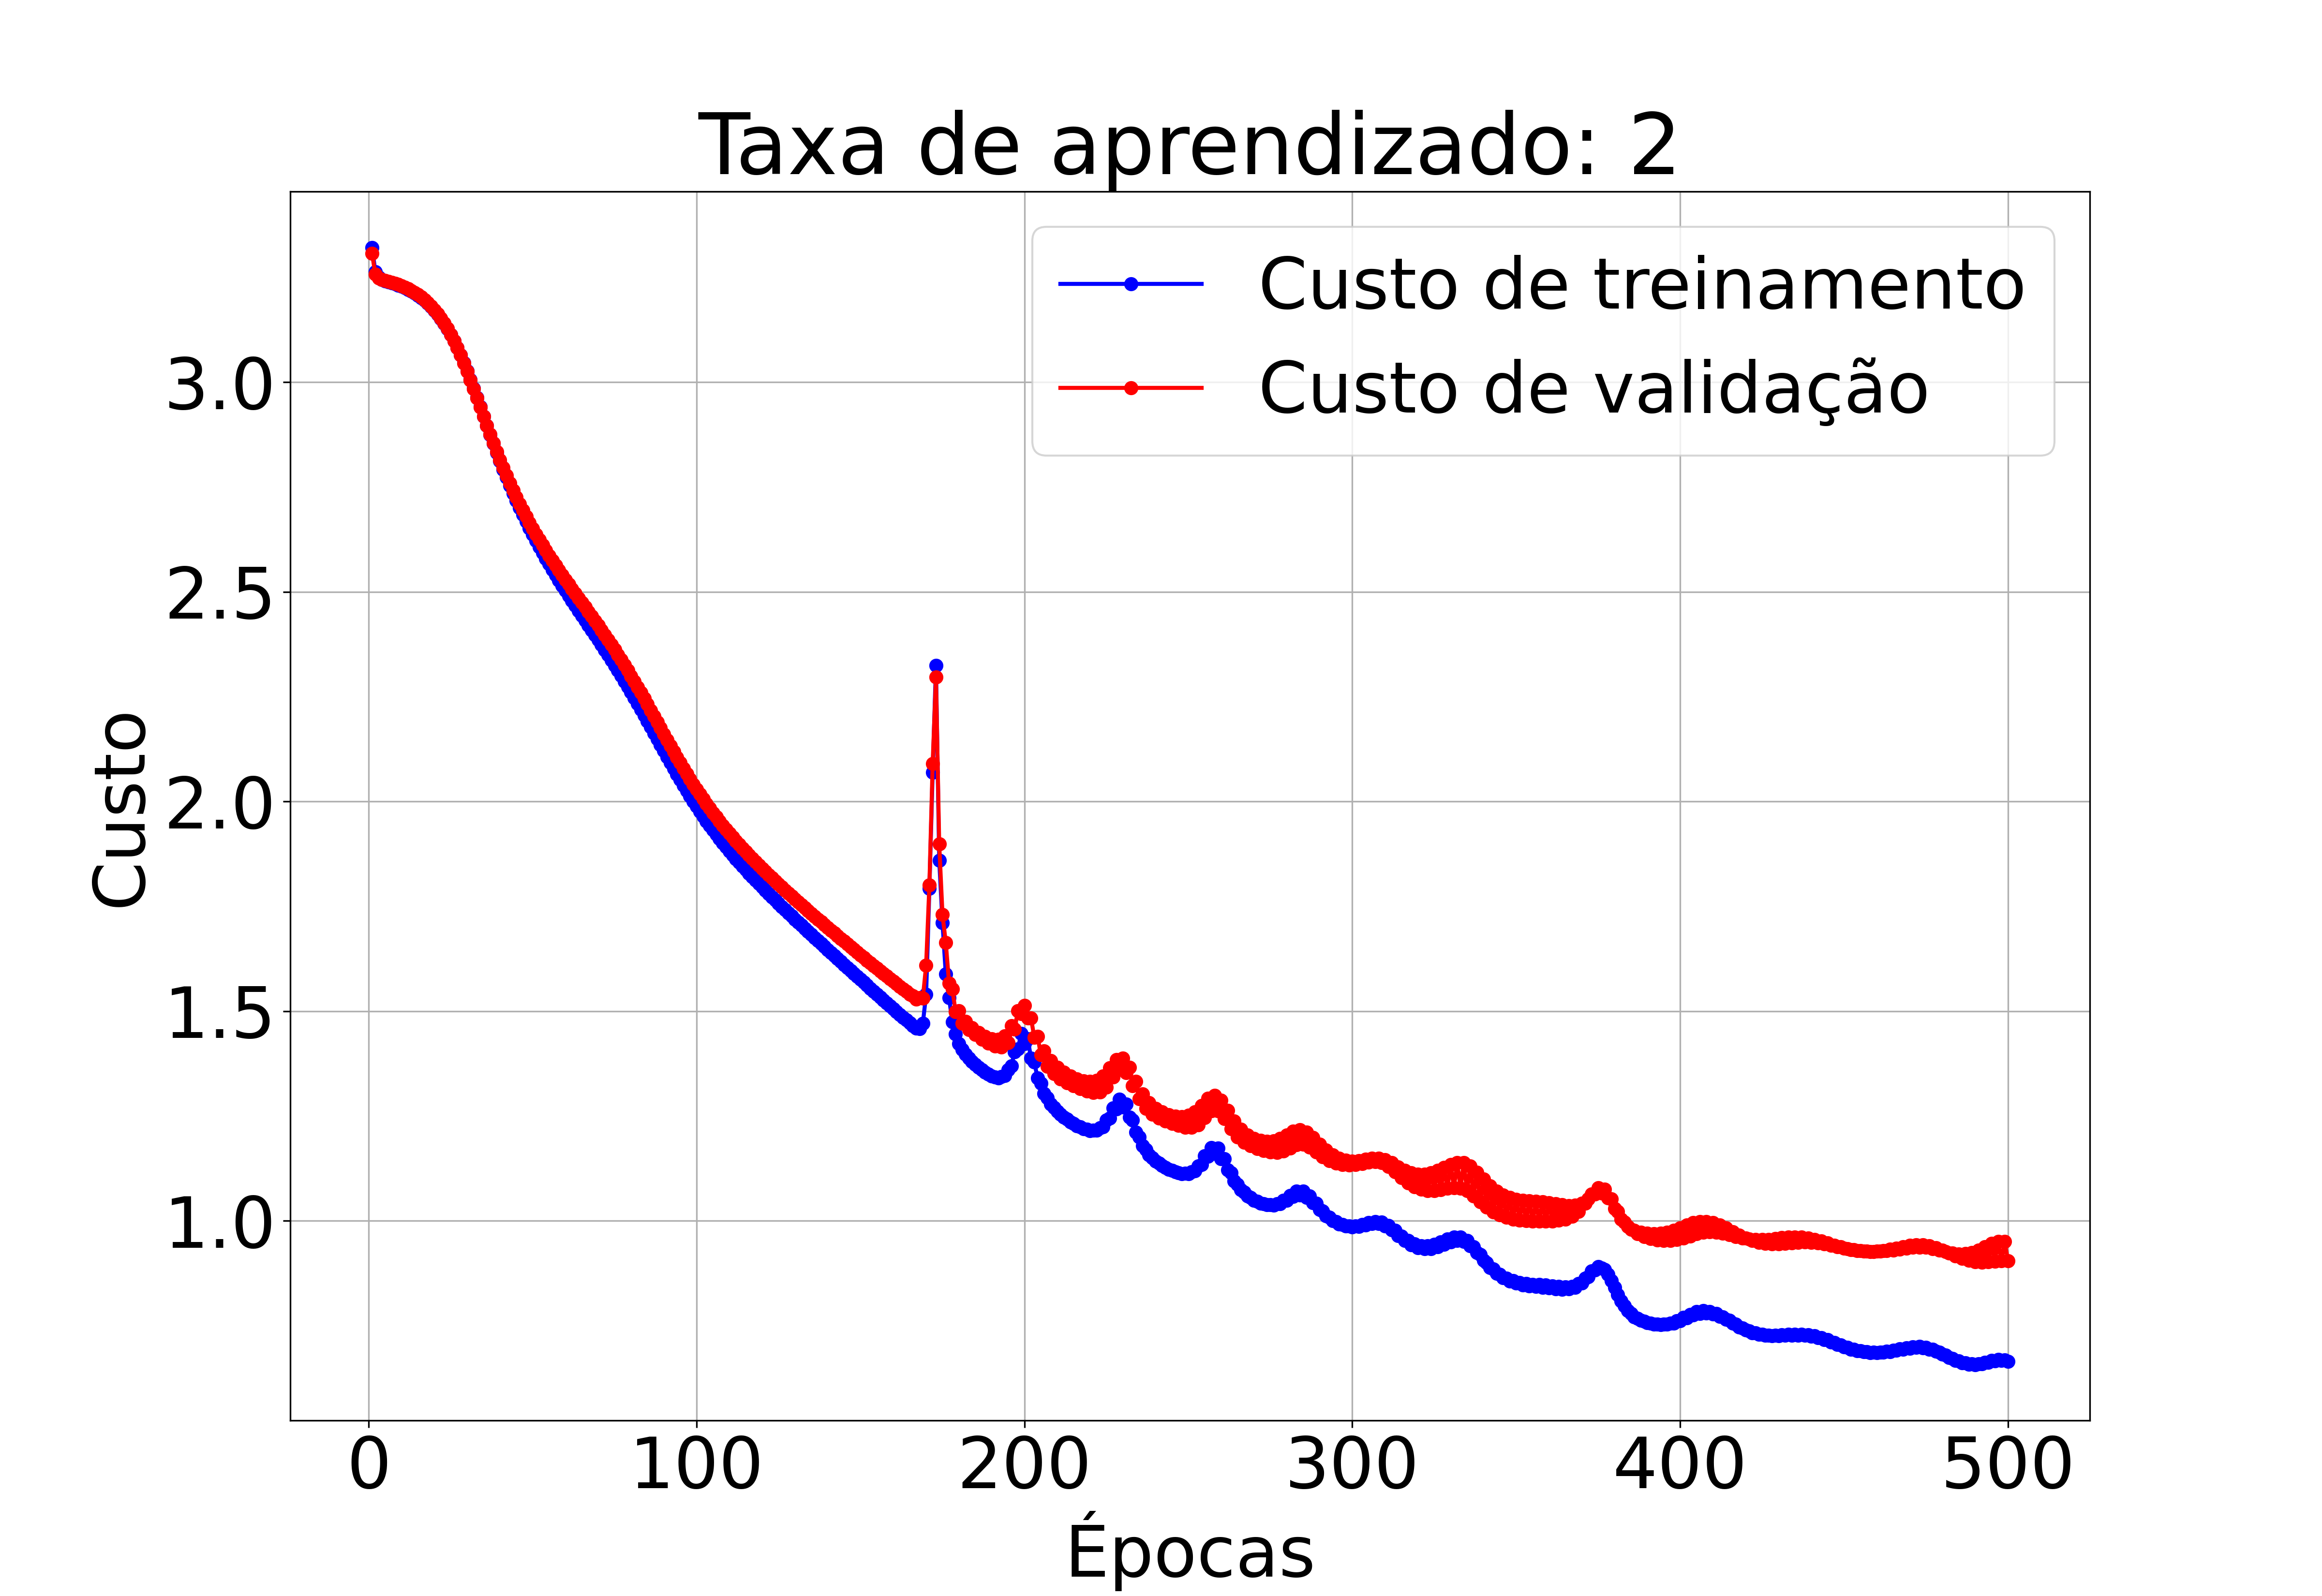 Taxa de aprendizado: 2
Custo de treinamento
Custo de validação
3.0
2.5
2.0
1.5
1.0
Custo
0 100 200 300 400 500
Épocas